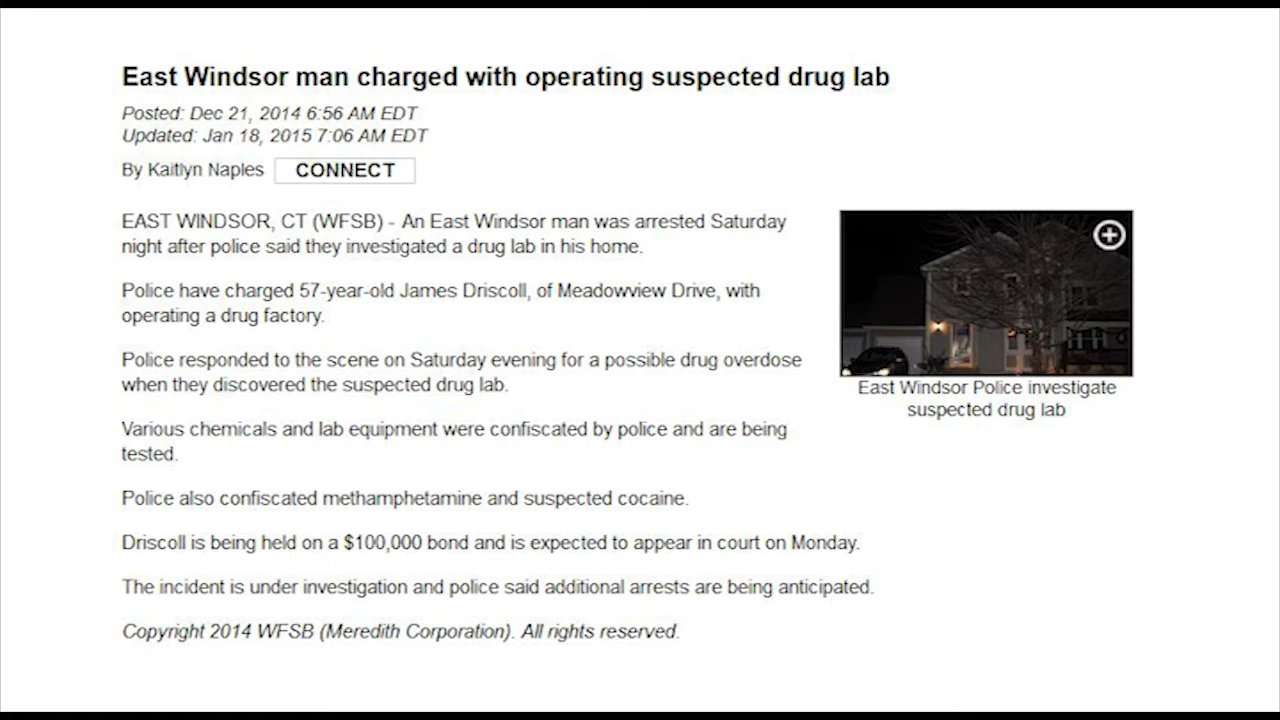 East Windsor man charged with operating suspected drug lab
Posted: Dec 21, 2014 6:56 AM EDT
Updated: Jan 18, 2015 7:06 AM EDT
By Kaitlyn Naples CONNECT
EAST WINDSOR, CT (WFSB) - An East Windsor man was arrested Saturday
night after police said they investigated a drug lab in his home.
Police have charged 57-year-old James Driscoll, of Meadowview Drive, with
operating a drug factory.
Police responded to the scene on Saturday evening for a possible drug overdose
when they discovered the suspected drug lab.
Various chemicals and lab equipment were confiscated by police and are being
tested.
Police also confiscated methamphetamine and suspected cocaine.
Driscoll is being held on a $100,000 bond and is expected to appear in court on Monday.
The incident is under investigation and police said additional arrests are being anticipated.
Copyright 2014 WFSB (Meredith Corporation). All rights reserved.
East Windsor Police investigate
suspected drug lab